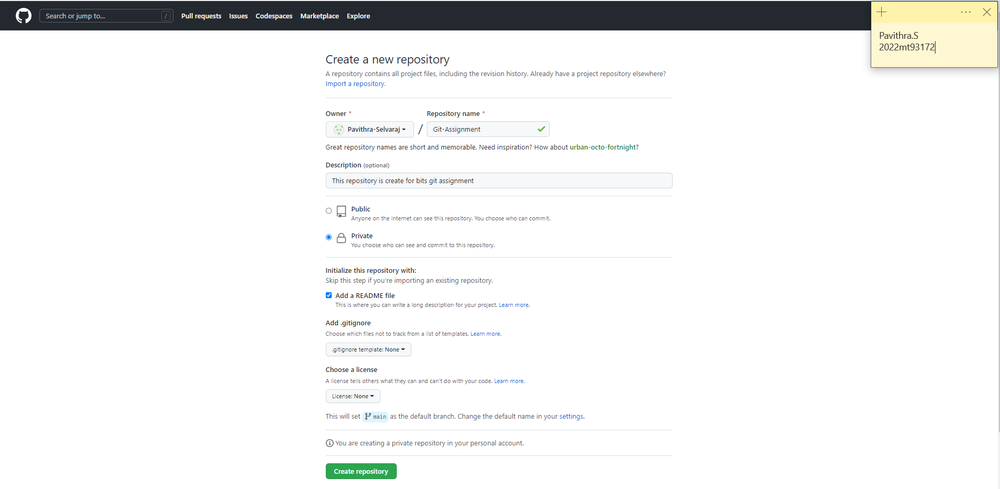 Search or jump to... /
Pull requests Issues Codespaces Marketplace Explore
Pavithra.S
2022mt93172
Create a new repository
A repository contains all project files, including the revision history. Already have a project repository elsewhere?
Import a repository.
Owner * Repository name *
Pavithra-Selvaraj / Git-Assignment
Great repository names are short and memorable. Need inspiration? How about urban-octo-fortnight?
Description (optional)
This repository is create for bits git assignment
Public
Anyone on the internet can see this repository. You choose who can commit.
Private
You choose who can see and commit to this repository.
Initialize this repository with:
Skip this step if you're importing an existing repository.
Add a README file
This is where you can write a long description for your project. Learn more.
Add .gitignore
Choose which files not to track from a list of templates. Learn more.
.gitignore template: None
Choose a license
A license tells others what they can and can't do with your code. Learn more.
License: None
This will set main as the default branch. Change the default name in your settings.
You are creating a private repository in your personal account.
Create repository